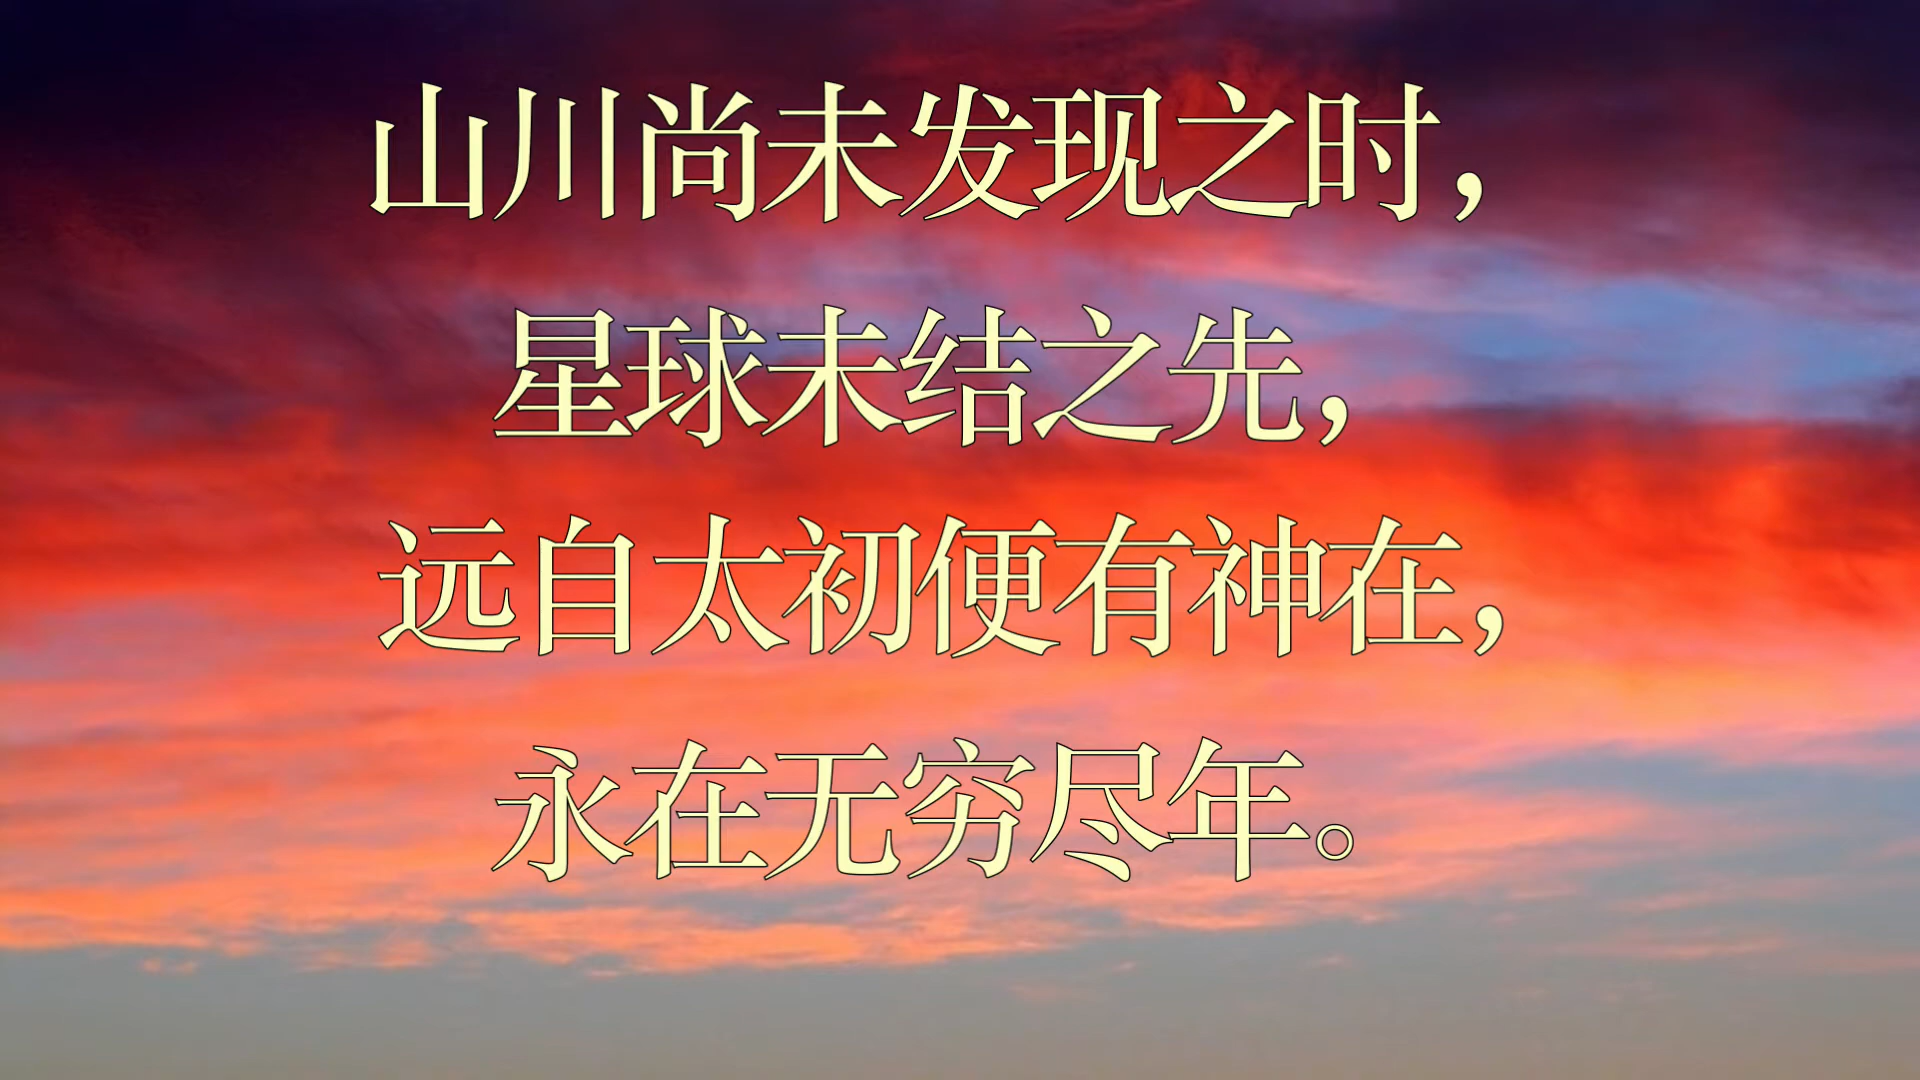 山川尚未发现之时，
星球未结之先，
远自太初便有神在，
永在无穷尽年。